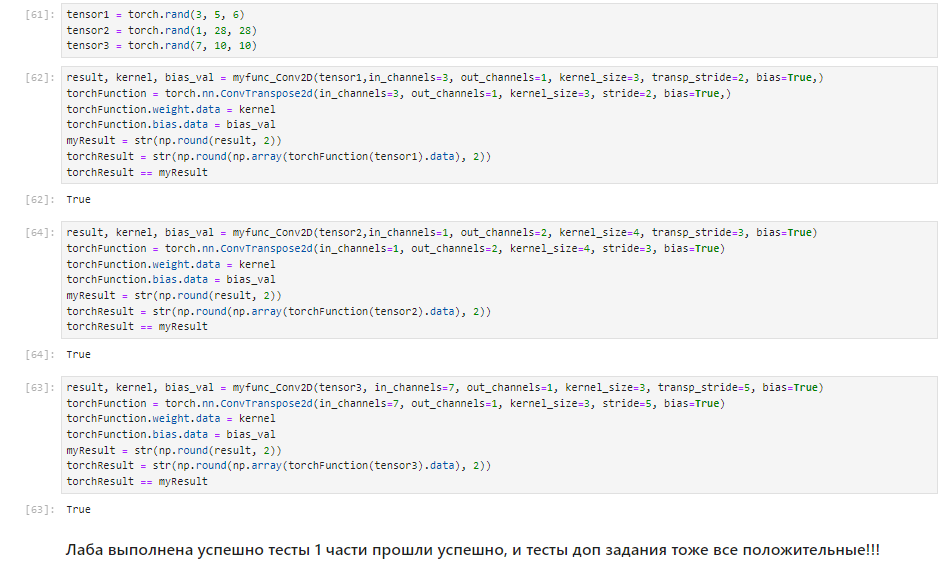 [61]: tensor1 = torch.rand(3, 5, 6)
tensor2 = torch.rand(1, 28, 28)
tensor3 = torch.rand(7, 10, 10)
[62]: result, kernel, bias_val = myfunc_Conv2D(tensor1,in_channels=3, out_channels=1, kernel_size=3, transp_stride=2, bias=True,)
torchFunction = torch.nn.ConvTranspose2d(in_channels=3, out_channels=1, kernel_size=3, stride=2, bias=True,)
torchFunction.weight.data = kernel
torchFunction.bias.data = bias_val
myResult = str(np.round(result, 2))
torchResult = str(np.round(np.array(torchFunction(tensor1).data), 2))
torchResult == myResult
[62]: True
[64]: result, kernel, bias_val = myfunc_Conv2D(tensor2,in_channels=1, out_channels=2, kernel_size=4, transp_stride=3, bias=True)
torchFunction = torch.nn.ConvTranspose2d(in_channels=1, out_channels=2, kernel_size=4, stride=3, bias=True)
torchFunction.weight.data = kernel
torchFunction.bias.data = bias_val
myResult = str(np.round(result, 2))
torchResult = str(np.round(np.array(torchFunction(tensor2).data), 2))
torchResult == myResult
[64]: True
[63]: result, kernel, bias_val = myfunc_Conv2D(tensor3, in_channels=7, out_channels=1, kernel_size=3, transp_stride=5, bias=True)
torchFunction = torch.nn.ConvTranspose2d(in_channels=7, out_channels=1, kernel_size=3, stride=5, bias=True)
torchFunction.weight.data = kernel
torchFunction.bias.data = bias_val
myResult = str(np.round(result, 2))
torchResult = str(np.round(np.array(torchFunction(tensor3).data), 2))
torchResult == myResult
[63]: True
Лаба выполнена успешно тесты 1 части прошли успешно, и тесты доп задания тоже все положительные!!!